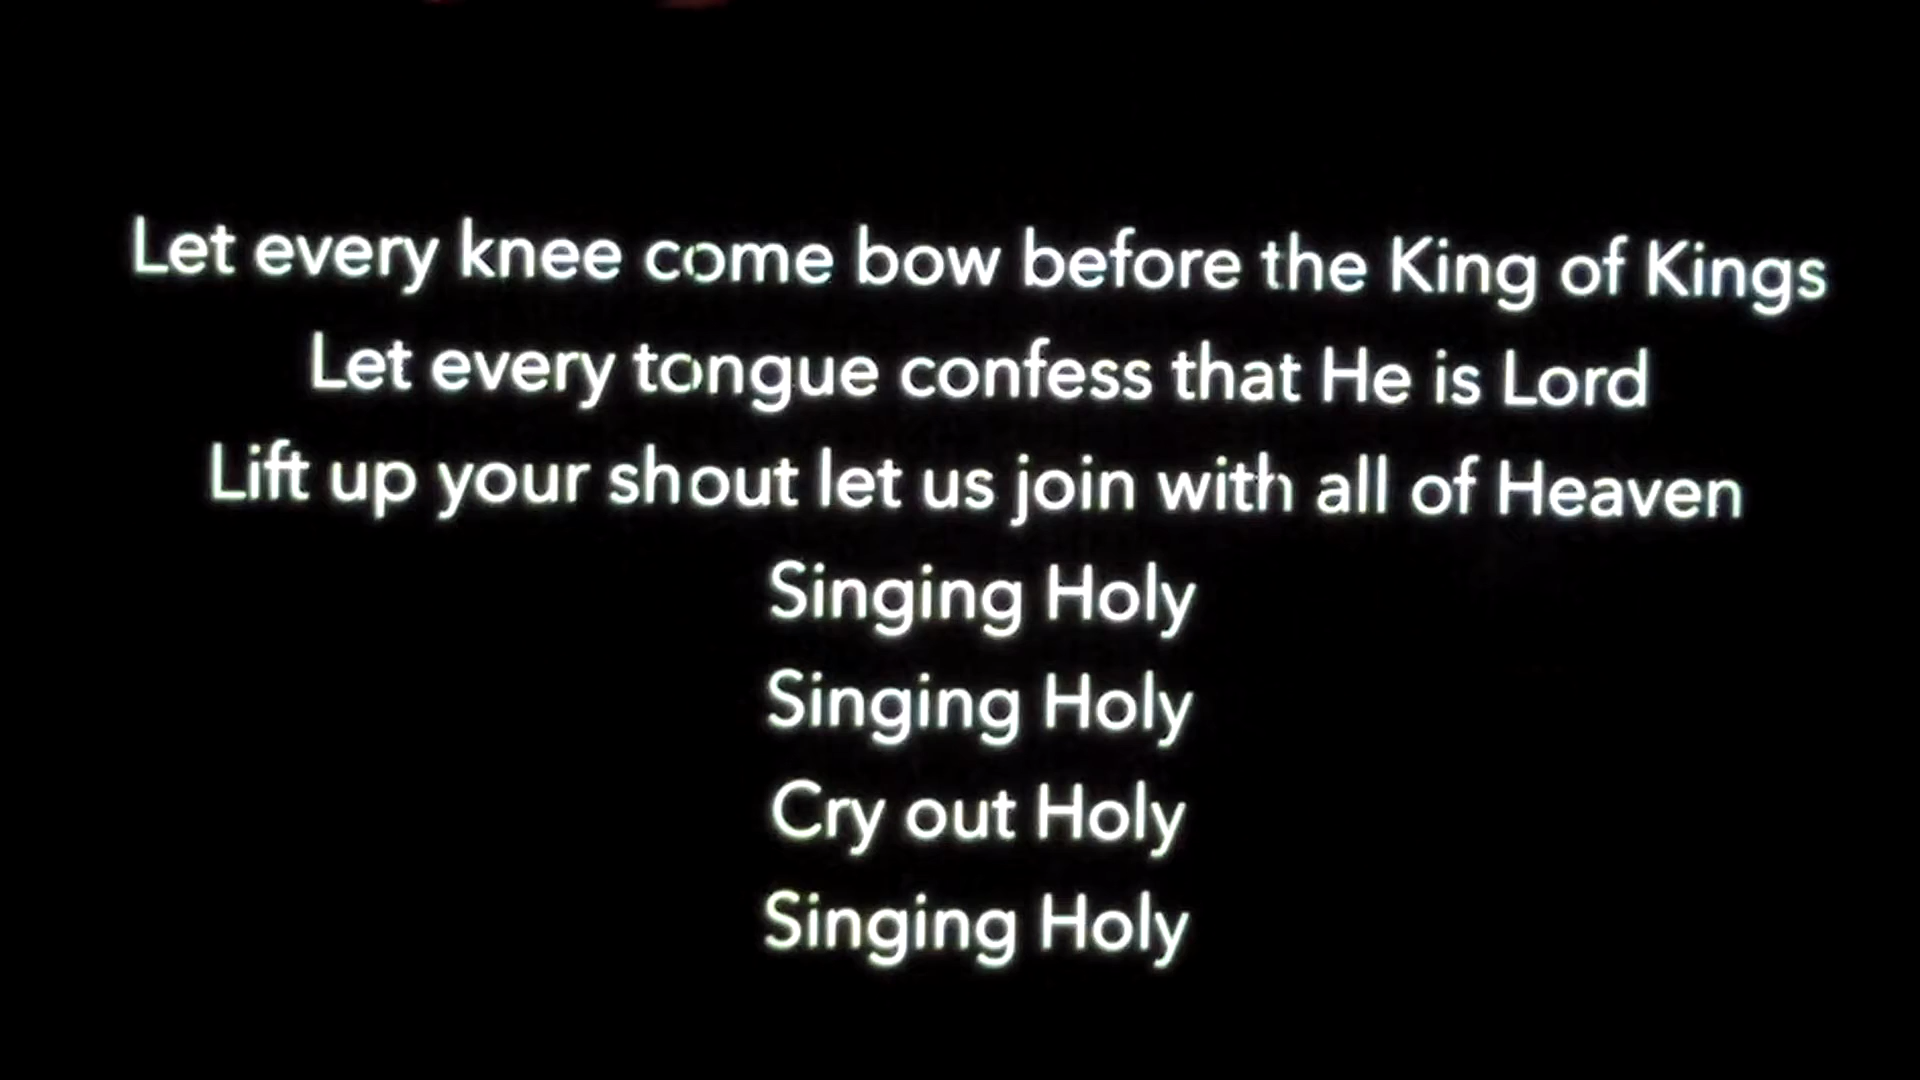 Let every knee come bow before the King of Kings
Let every tongue confess that He is Lord
Lift up your shout let us join with all of Heaven
Singing Holy
Singing Holy
Cry out Holy
Singing Holy